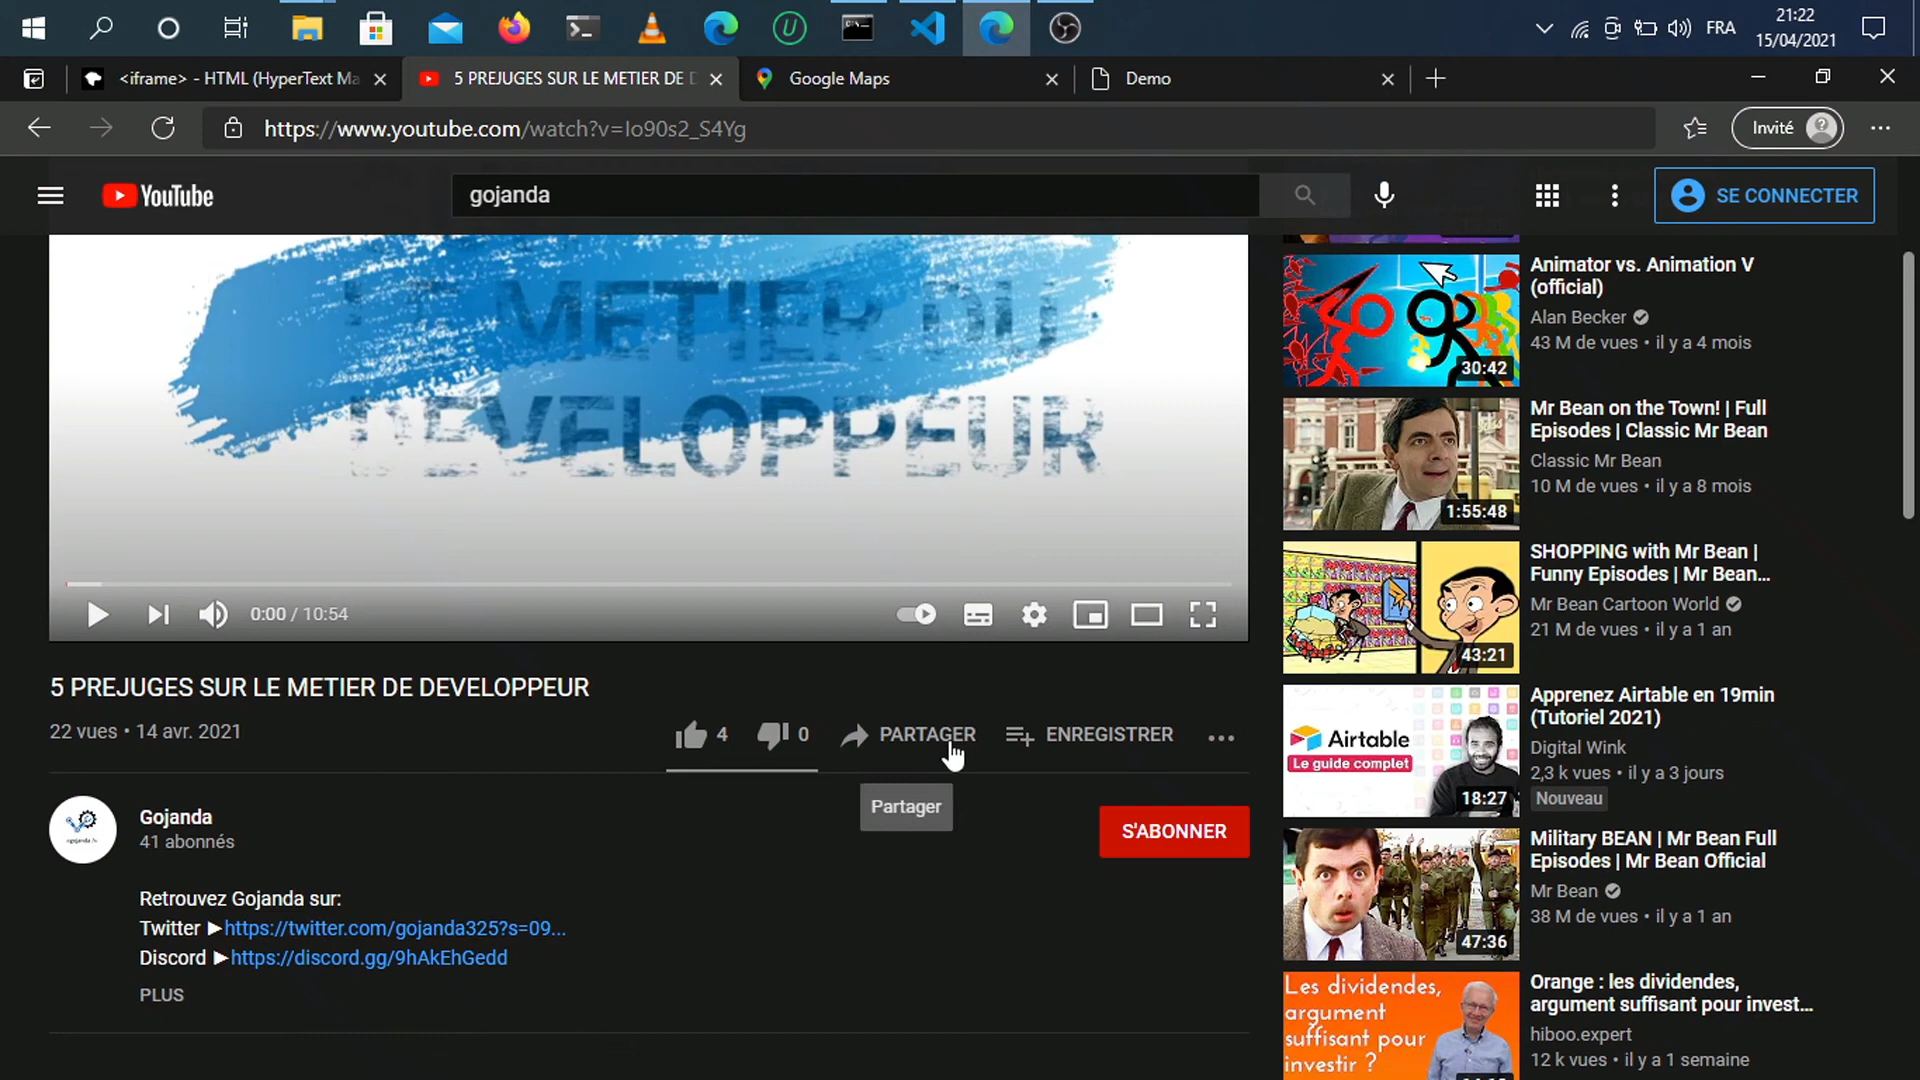 21:22
FRA
15/04/2021
<iframe> - HTML (HyperText Ma
5 PREJUGES SUR LE METIER DE D
Google Maps
Demo
https://www.youtube.com/watch?v=Io90s2_S4Yg
Invité
YouTube
gojanda
SE CONNECTER
METIER DU
DEVELOPPEUR
0:00 / 10:54
5 PREJUGES SUR LE METIER DE DEVELOPPEUR
22 vues • 14 avr. 2021
4
0
PARTAGER
ENREGISTRER
Partager
Gojanda
41 abonnés
S'ABONNER
Retrouvez Gojanda sur:
Twitter ►https://twitter.com/gojanda325?s=09...
Discord ►https://discord.gg/9hAkEhGedd
PLUS
Animator vs. Animation V
(official)
Alan Becker
43 M de vues • il y a 4 mois
30:42
Mr Bean on the Town! | Full
Episodes | Classic Mr Bean
Classic Mr Bean
10 M de vues • il y a 8 mois
1:55:48
SHOPPING with Mr Bean |
Funny Episodes | Mr Bean...
Mr Bean Cartoon World
21 M de vues • il y a 1 an
43:21
Airtable
Le guide complet
18:27
Apprenez Airtable en 19min
(Tutoriel 2021)
Digital Wink
2,3 k vues • il y a 3 jours
Nouveau
Military BEAN | Mr Bean Full
Episodes | Mr Bean Official
Mr Bean
38 M de vues • il y a 1 an
47:36
Les dividendes,
argument
suffisant pour
investir ?
Orange : les dividendes,
argument suffisant pour invest...
hiboo.expert
12 k vues • il y a 1 semaine